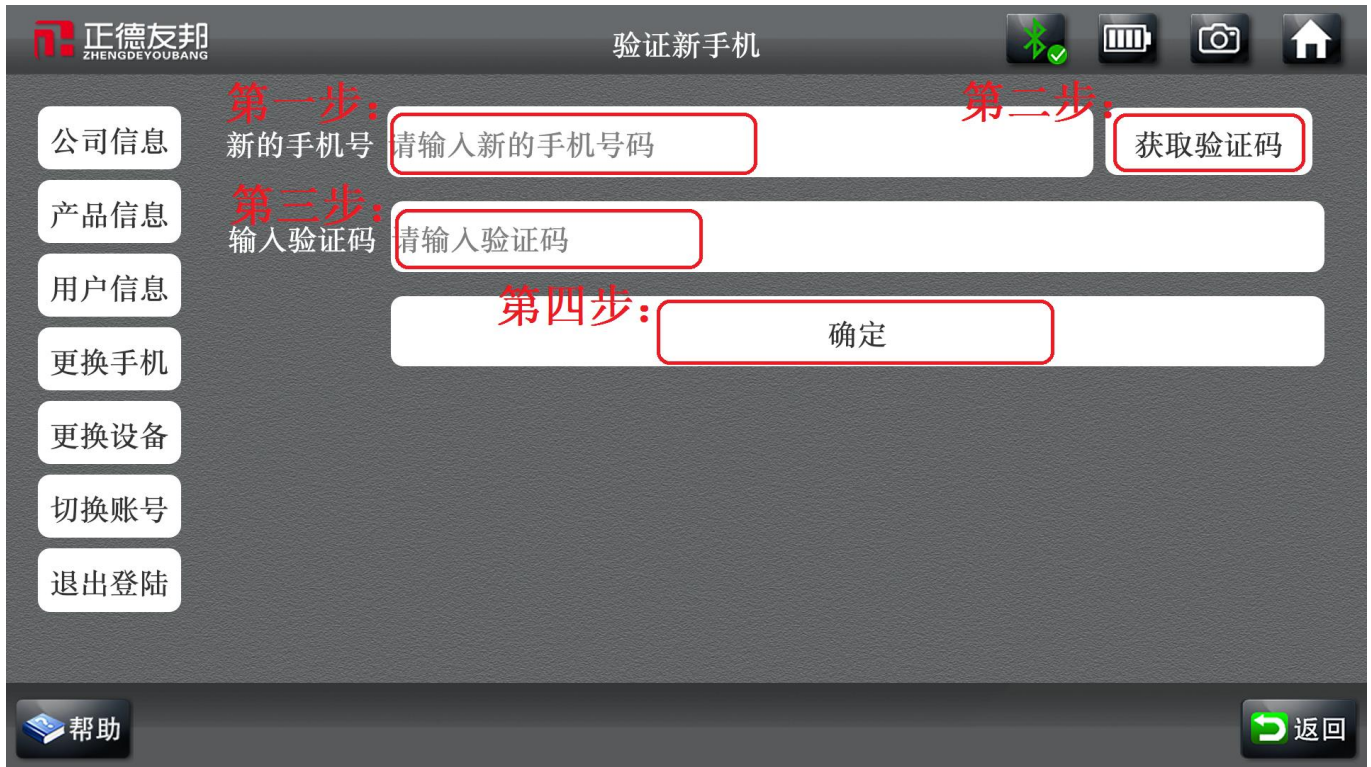 正德友邦
ZHENGDEYOUBANG
验证新手机
第一步：
第二步：
新的手机号
请输入新的手机号码
获取验证码
第三步：
输入验证码
请输入验证码
第四步：
确定
公司信息
产品信息
用户信息
更换手机
更换设备
切换账号
退出登陆
帮助
返回